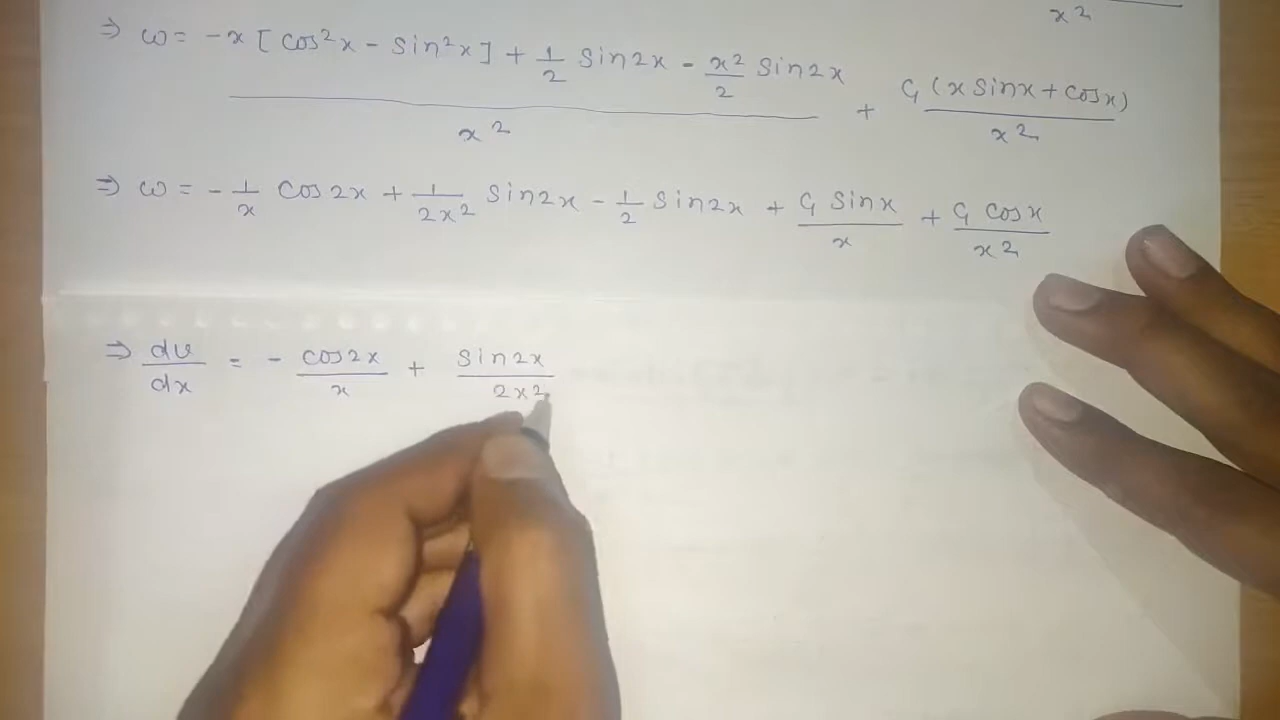 x²
⇒ ω = -x [ cos²x - sin²x ] + 1/2 sin2x - x²/2 sin2x / x² + C₁ (x sinx + cosx) / x²
⇒ ω = - 1/x cos2x + 1/2x² sin2x - 1/2 sin2x + C₁ sinx / x + C₁ cosx / x²
⇒ dv/dx = - cos2x / x + sin2x / 2x²